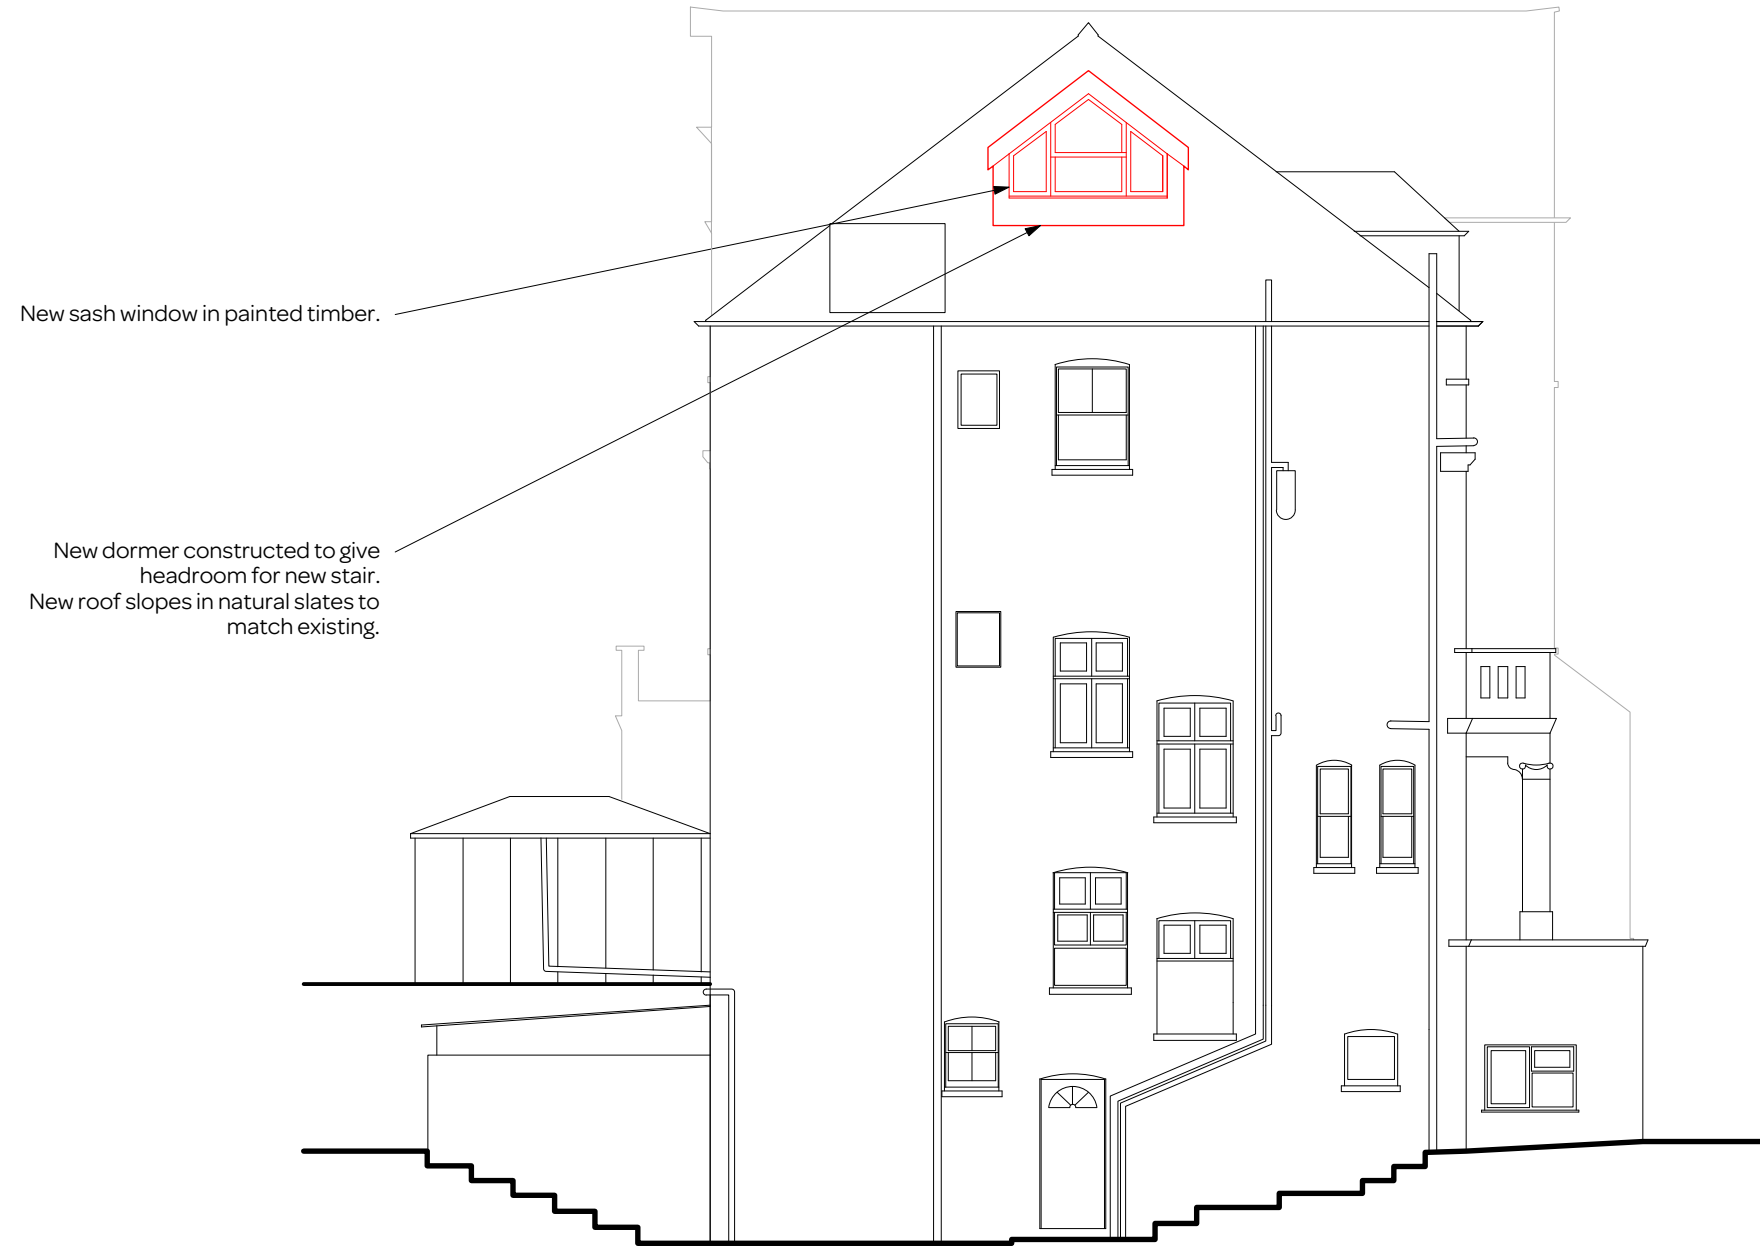 New sash window in painted timber.
New dormer constructed to give
headroom for new stair.
New roof slopes in natural slates to
match existing.